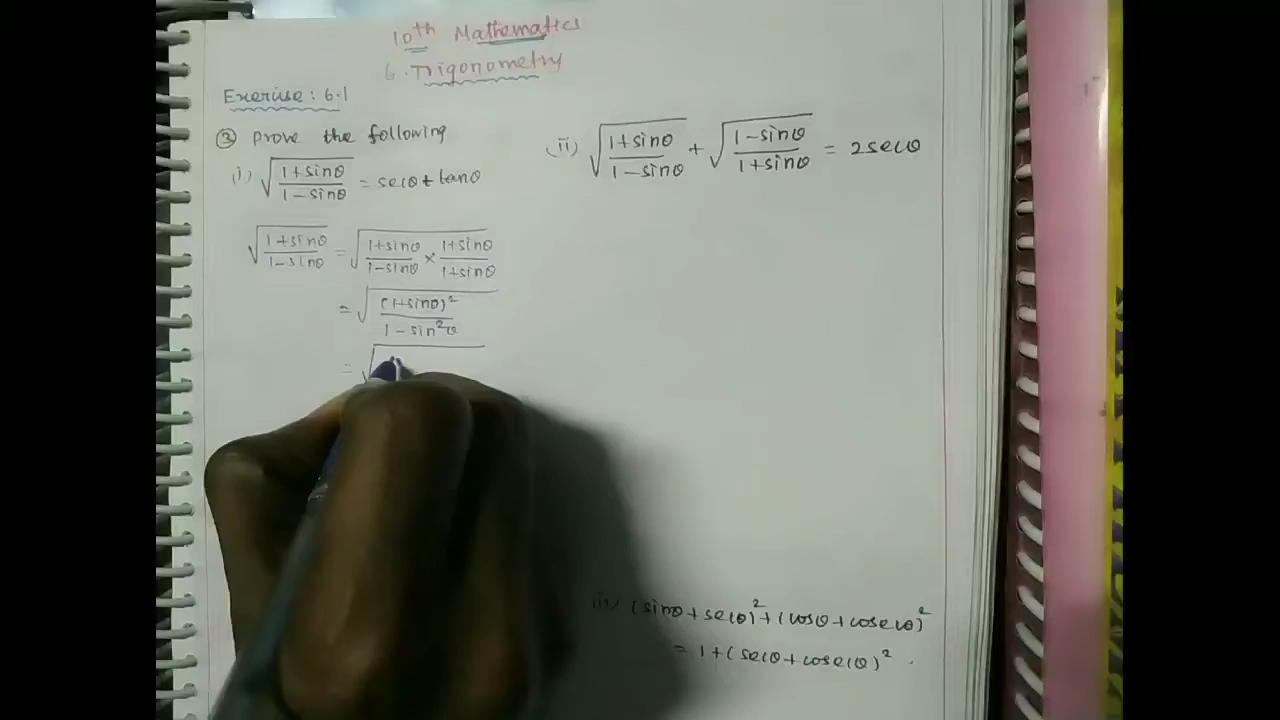 10th Mathematics
6. Trigonometry
Exerise: 6.1
③ Prove the following
(i) √((1+sinθ)/(1-sinθ)) = secθ + tanθ
√((1+sinθ)/(1-sinθ)) = √((1+sinθ)/(1-sinθ) × (1+sinθ)/(1+sinθ))
= √((1+sinθ)²/(1-sin²θ))
= √
(ii) √((1+sinθ)/(1-sinθ)) + √((1-sinθ)/(1+sinθ)) = 2secθ
(sinθ+secθ)²+(cosθ+cosecθ)²
= 1+(secθ+cosecθ)².